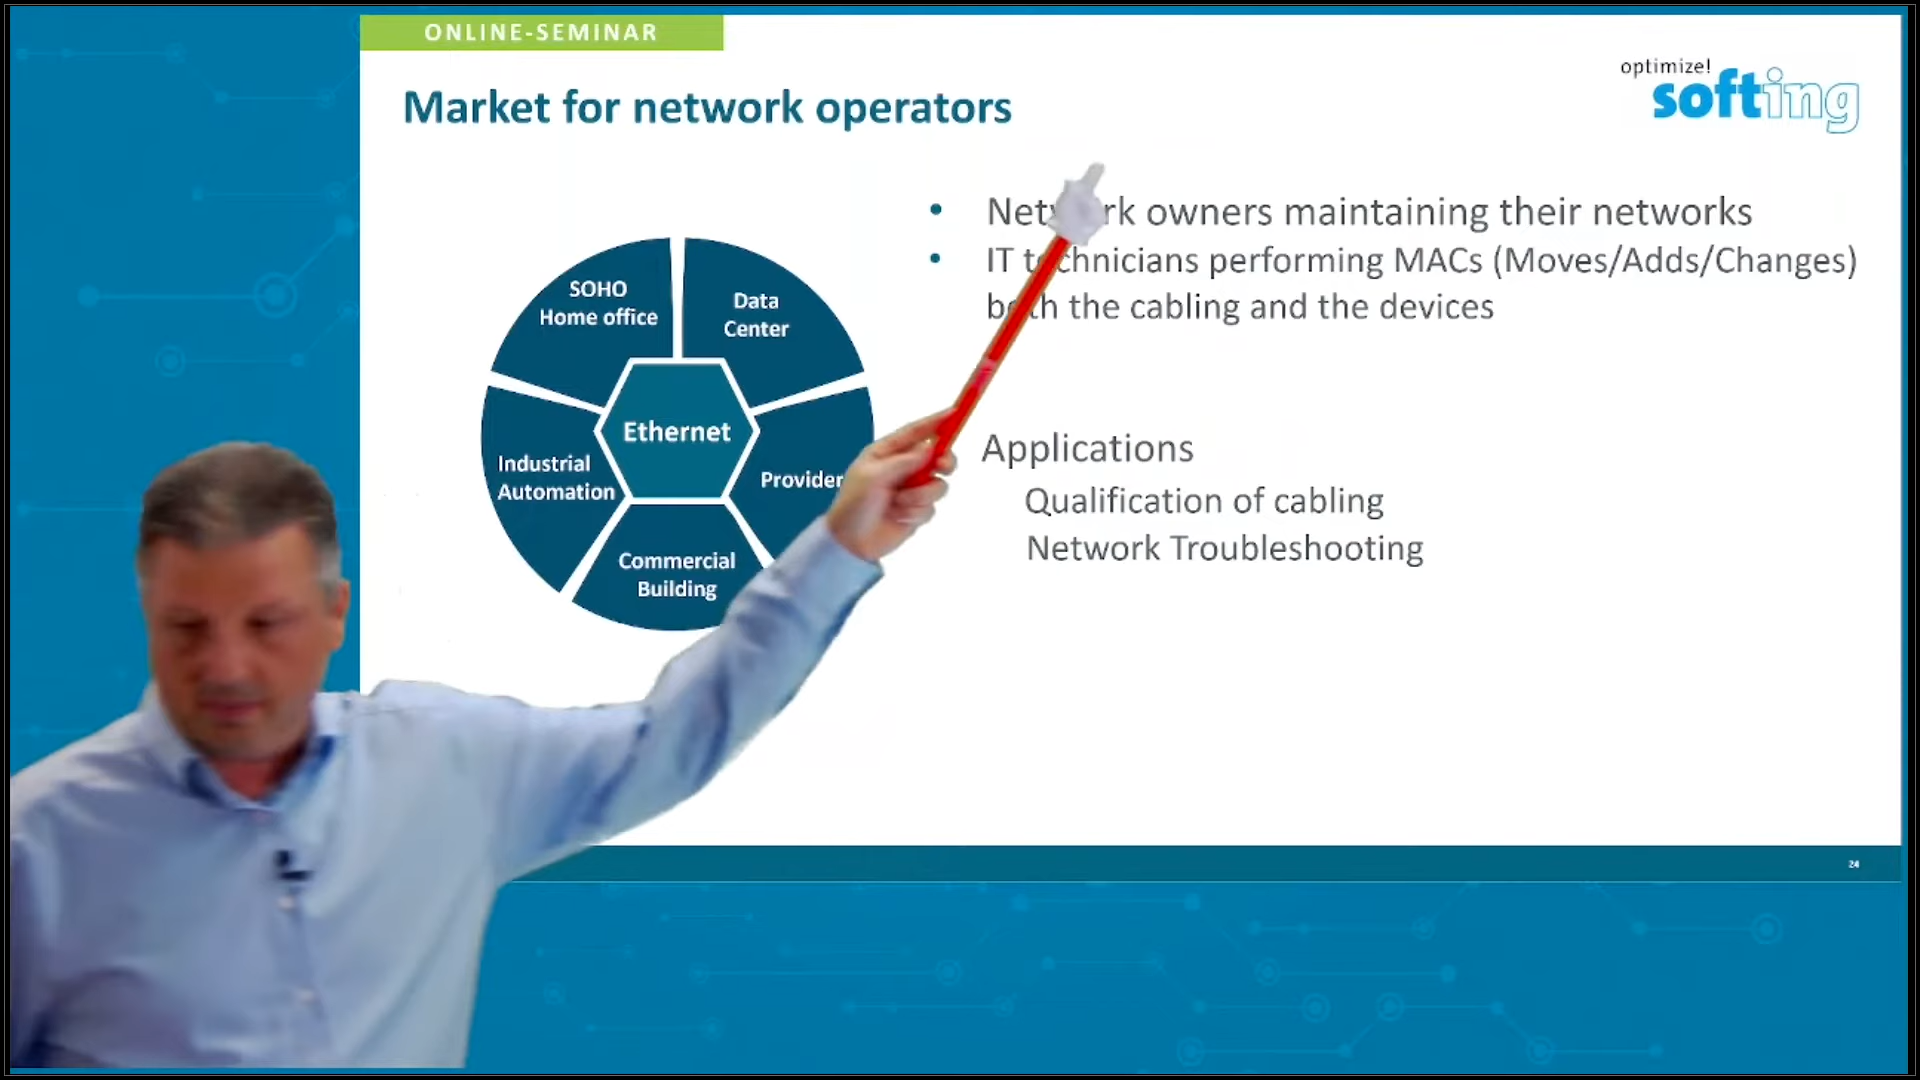 ONLINE-SEMINAR
optimize!
softing
Market for network operators
• owners maintaining their networks
• IT technicians performing MACs (Moves/Adds/Changes)
both the cabling and the devices
SOHO
Home office
Data
Center
Ethernet
Industrial
Automation
Provider
Commercial
Building
Applications
Qualification of cabling
Network Troubleshooting
24